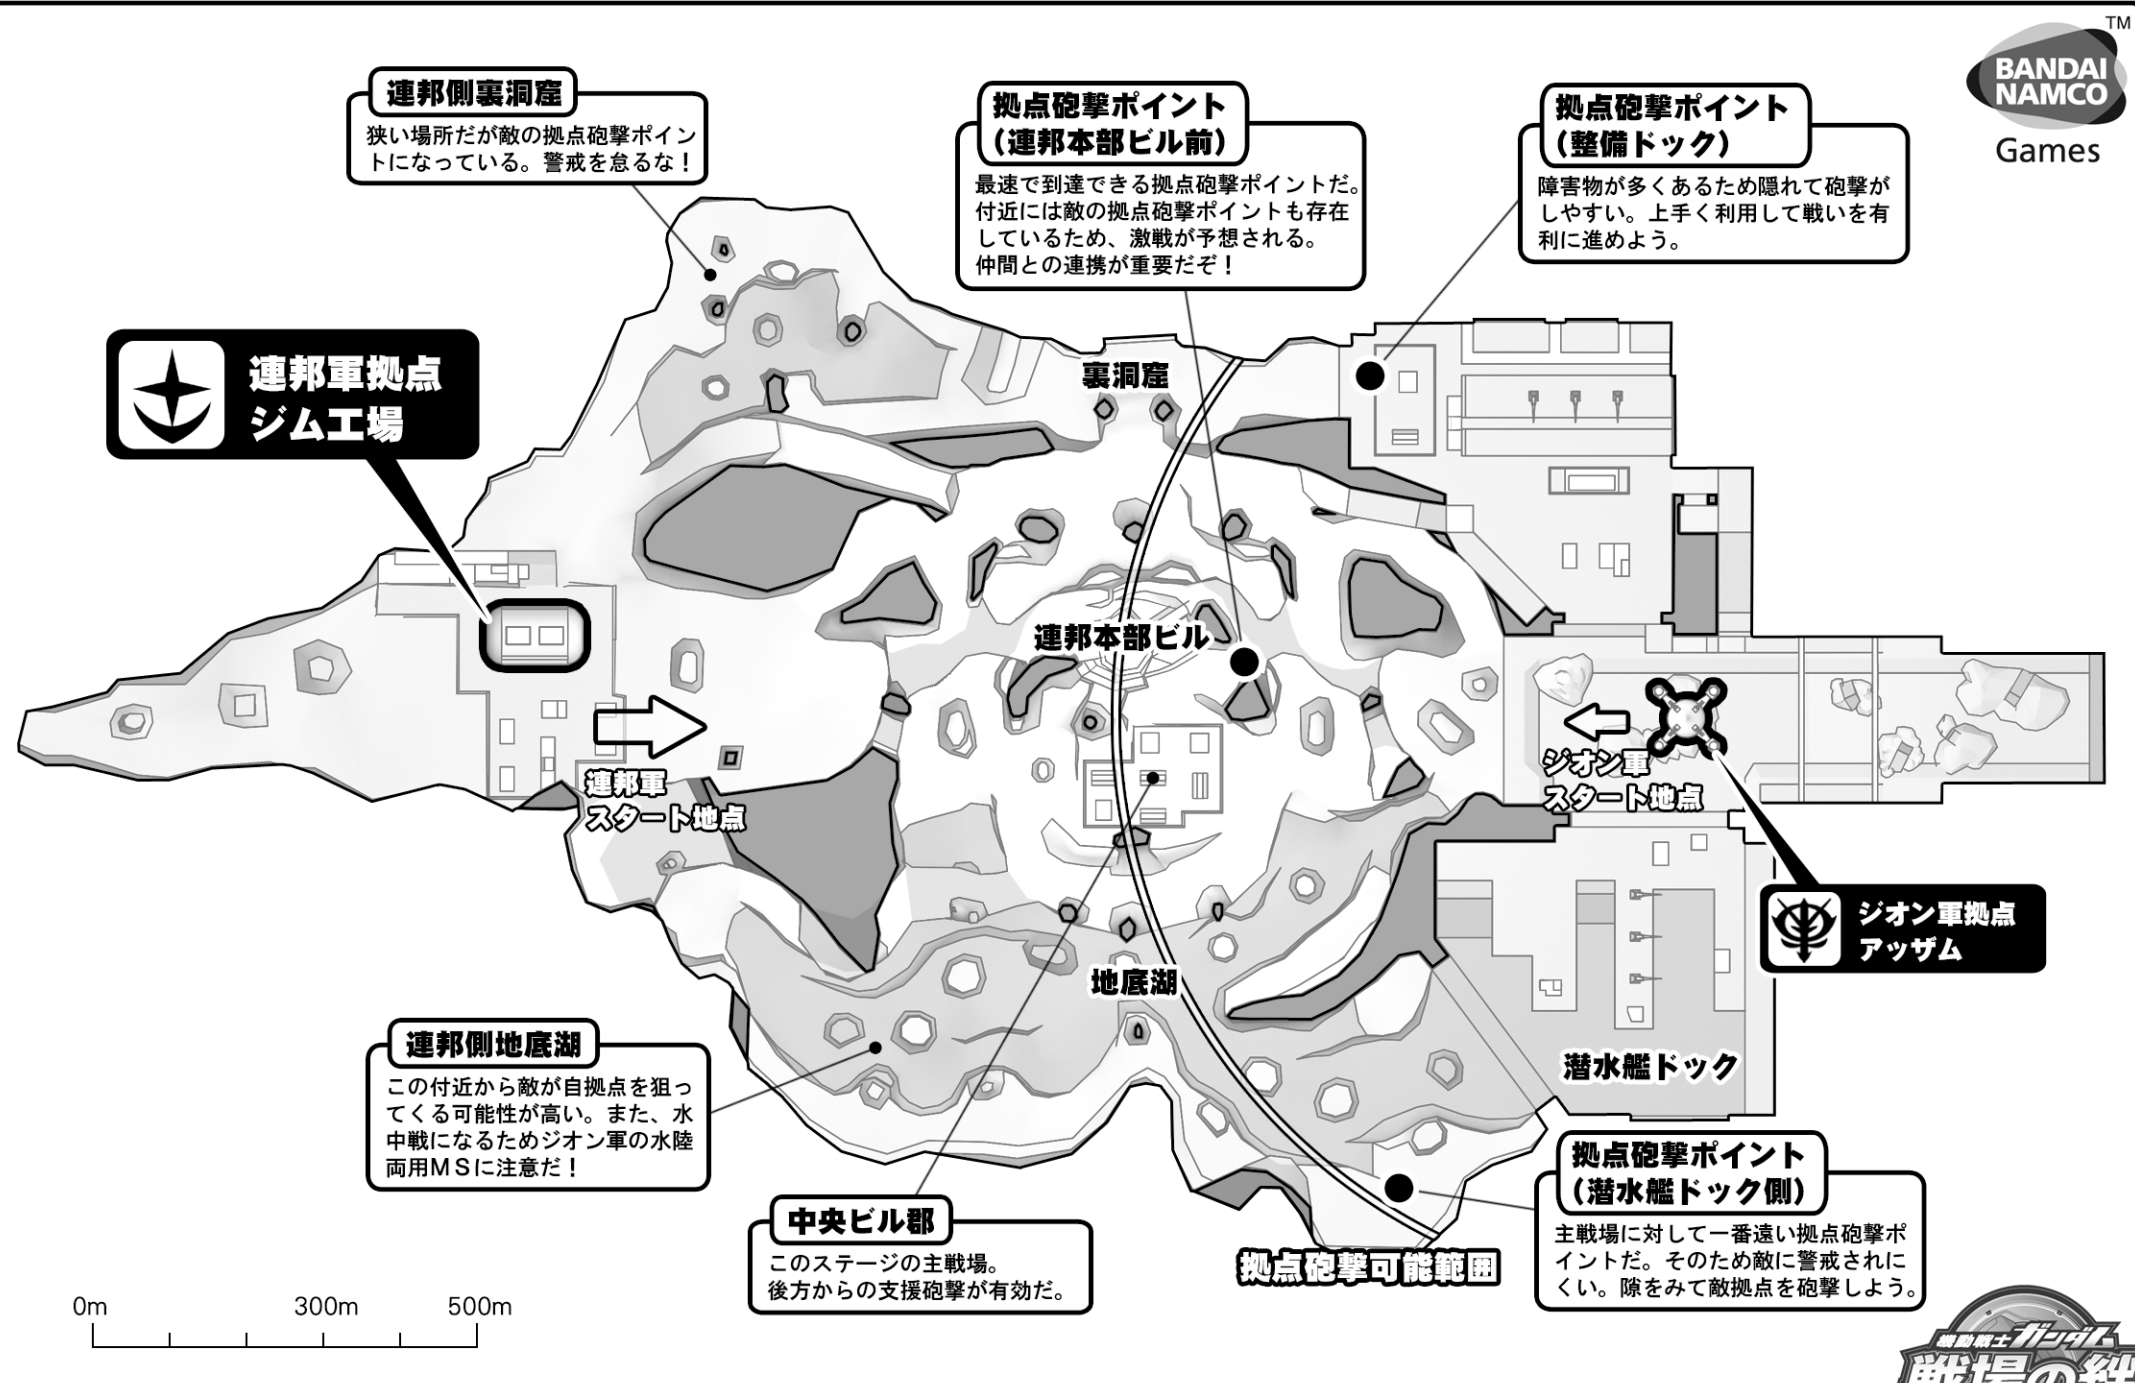 TM
BANDAI
NAMCO
Games
連邦側裏洞窟
狭い場所だが敵の拠点砲撃ポイン
トになっている。警戒を怠るな！
拠点砲撃ポイント
（連邦本部ビル前）
最速で到達できる拠点砲撃ポイントだ。
付近には敵の拠点砲撃ポイントも存在
しているため、激戦が予想される。
仲間との連携が重要だぞ！
拠点砲撃ポイント
（整備ドック）
障害物が多くあるため隠れて砲撃が
しやすい。上手く利用して戦いを有
利に進めよう。
連邦軍拠点
ジム工場
裏洞窟
連邦本部ビル
連邦軍
スタート地点
ジオン軍
スタート地点
ジオン軍拠点
アッザム
地底湖
潜水艦ドック
連邦側地底湖
この付近から敵が自拠点を狙っ
てくる可能性が高い。また、水
中戦になるためジオン軍の水陸
両用ＭＳに注意だ！
中央ビル郡
このステージの主戦場。
後方からの支援砲撃が有効だ。
拠点砲撃可能範囲
拠点砲撃ポイント
（潜水艦ドック側）
主戦場に対して一番遠い拠点砲撃ポ
イントだ。そのため敵に警戒されに
くい。隙をみて敵拠点を砲撃しよう。
0m 300m 500m
機動戦士ガンダム
戦場の絆